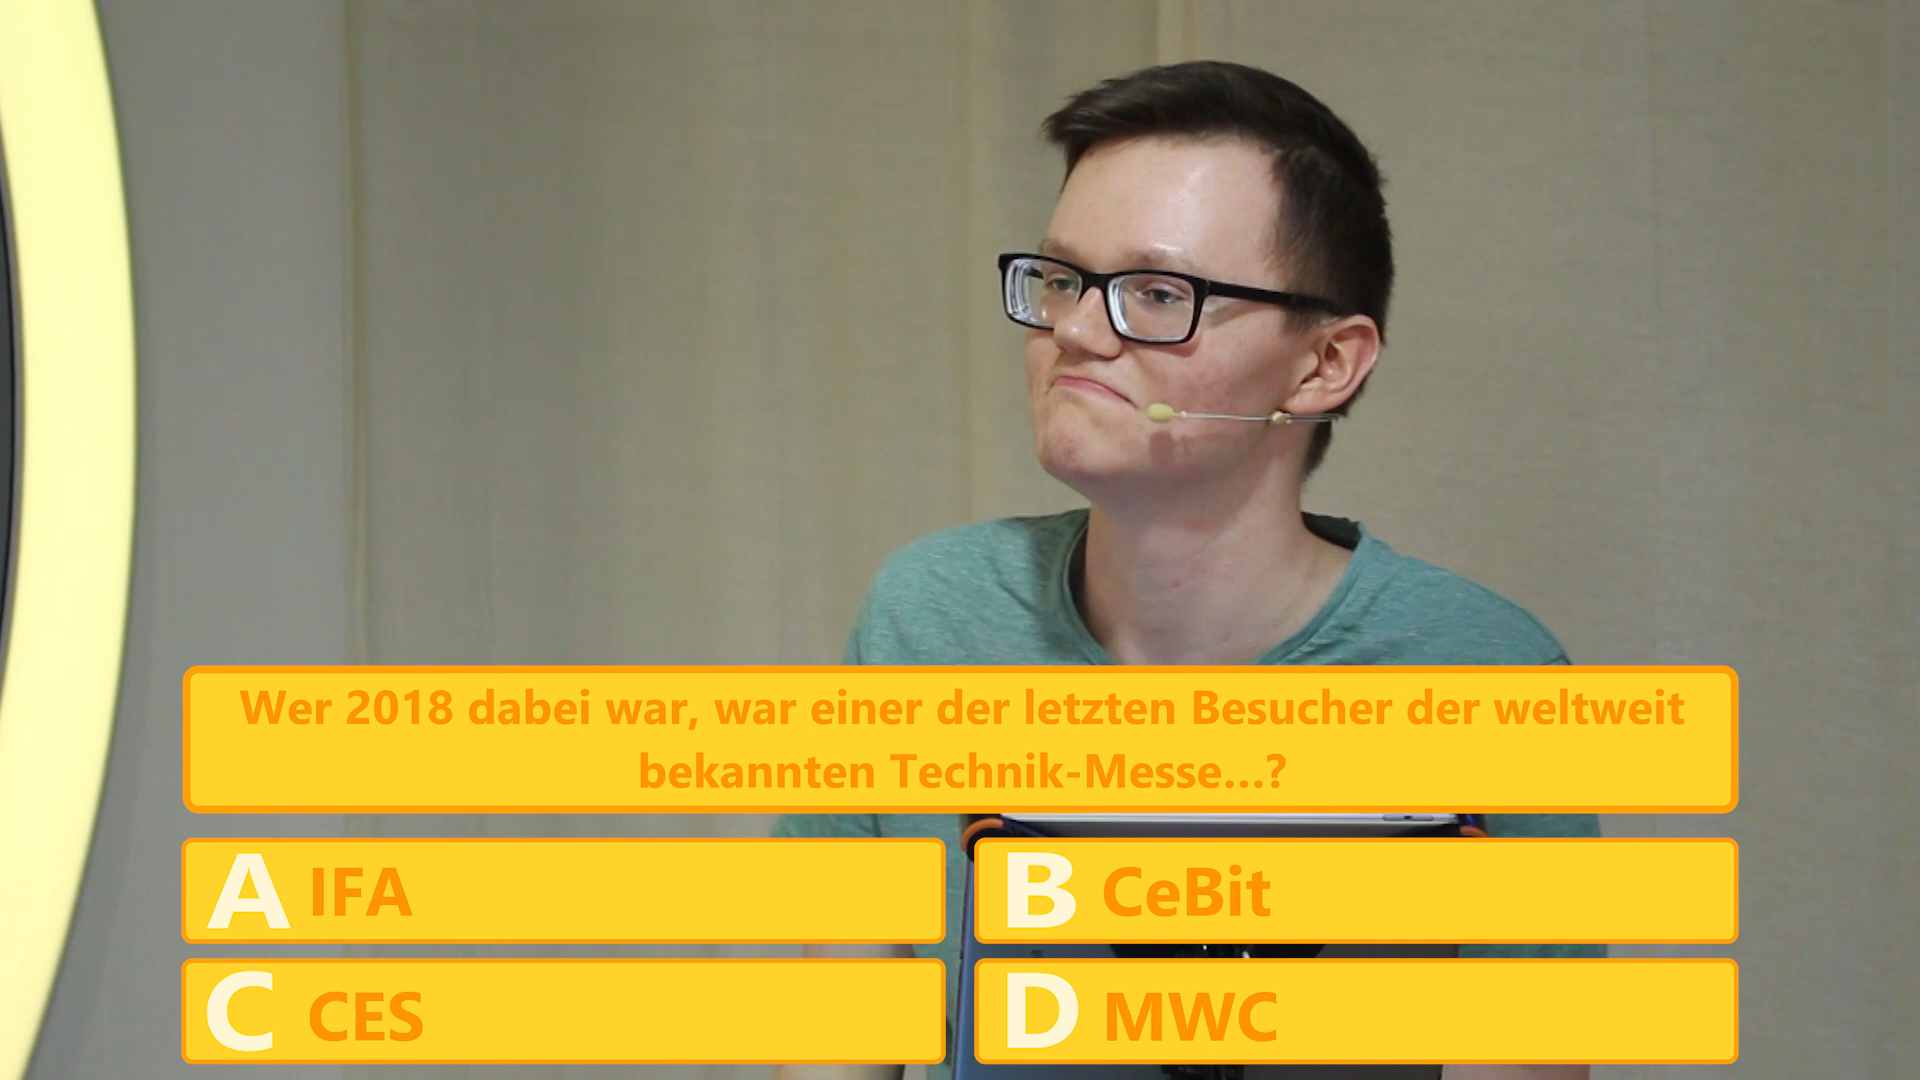 Wer 2018 dabei war, war einer der letzten Besucher der weltweit
bekannten Technik-Messe...?
A IFA
B CeBit
C CES
D MWC